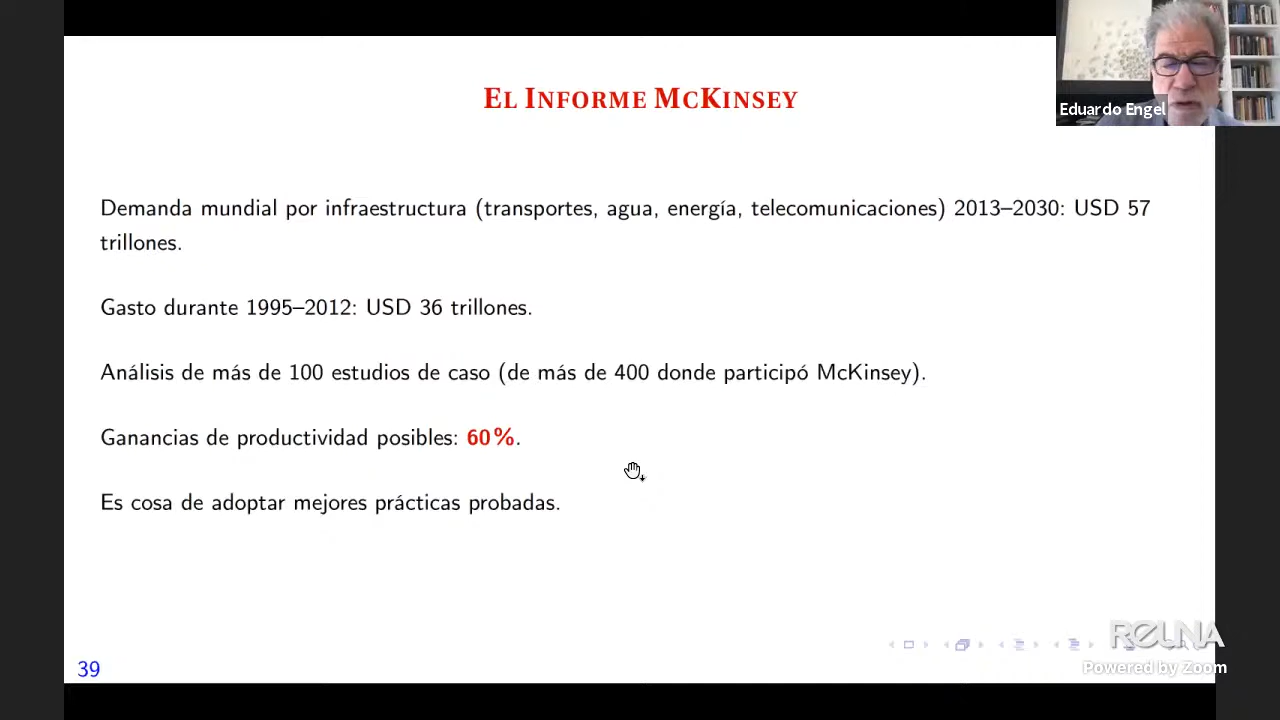 EL INFORME MCKINSEY
Eduardo Engel
Demanda mundial por infraestructura (transportes, agua, energía, telecomunicaciones) 2013–2030: USD 57
trillones.
Gasto durante 1995–2012: USD 36 trillones.
Análisis de más de 100 estudios de caso (de más de 400 donde participó McKinsey).
Ganancias de productividad posibles: 60%.
Es cosa de adoptar mejores prácticas probadas.
REUNA
Powered by Zoom
39